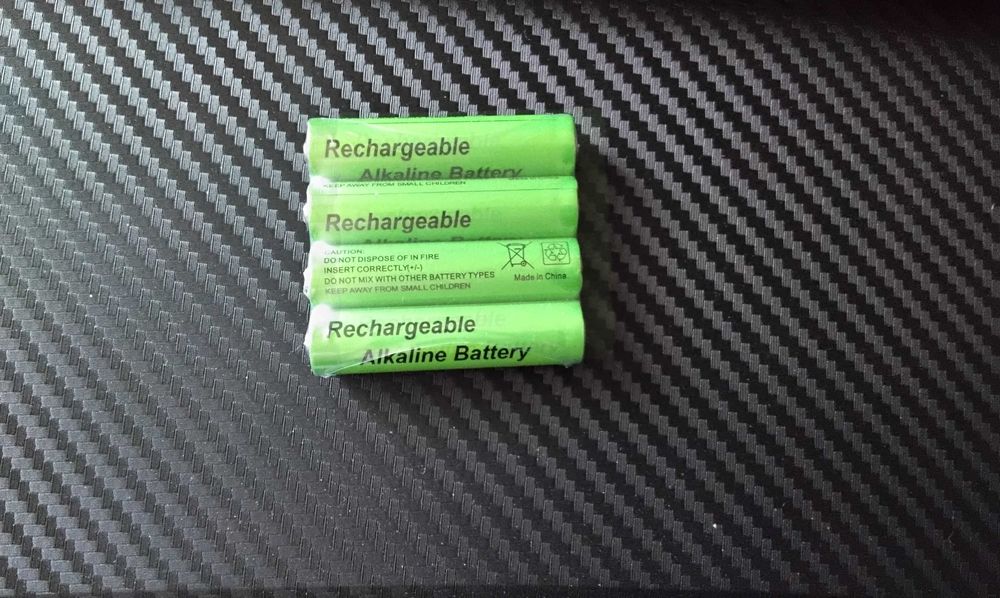 Rechargeable
Alkaline Battery
KEEP AWAY FROM SMALL CHILDREN
Rechargeable
CAUTION:
DO NOT DISPOSE OF IN FIRE
INSERT CORRECTLY(+/-)
DO NOT MIX WITH OTHER BATTERY TYPES
KEEP AWAY FROM SMALL CHILDREN
Made in China
Rechargeable
Alkaline Battery